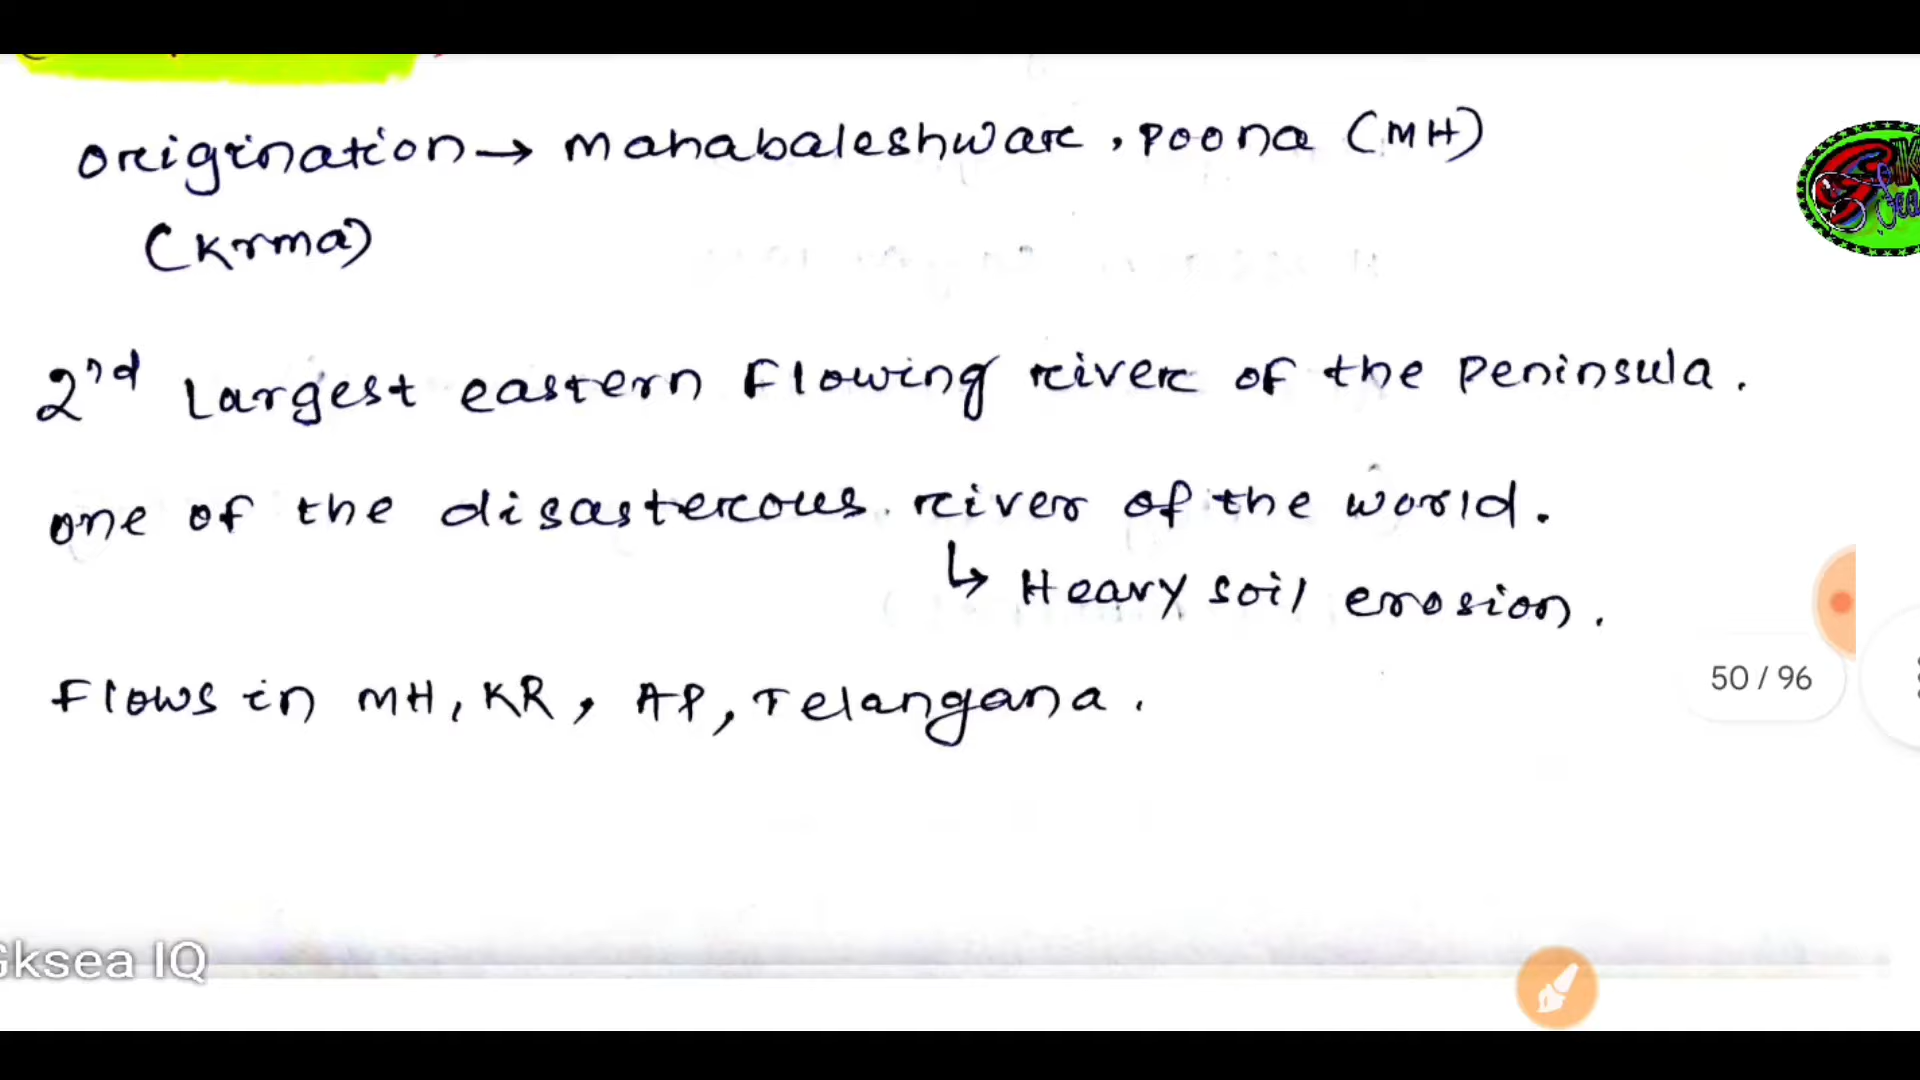 origination → Mahabaleshwar, Poona (MH)
(Krma)
2nd Largest eastern Flowing river of the Peninsula.
one of the disasterous river of the world.
↳ Heavy soil erosion.
Flows in MH, KR, AP, Telangana.
50 / 96
Gksea IQ